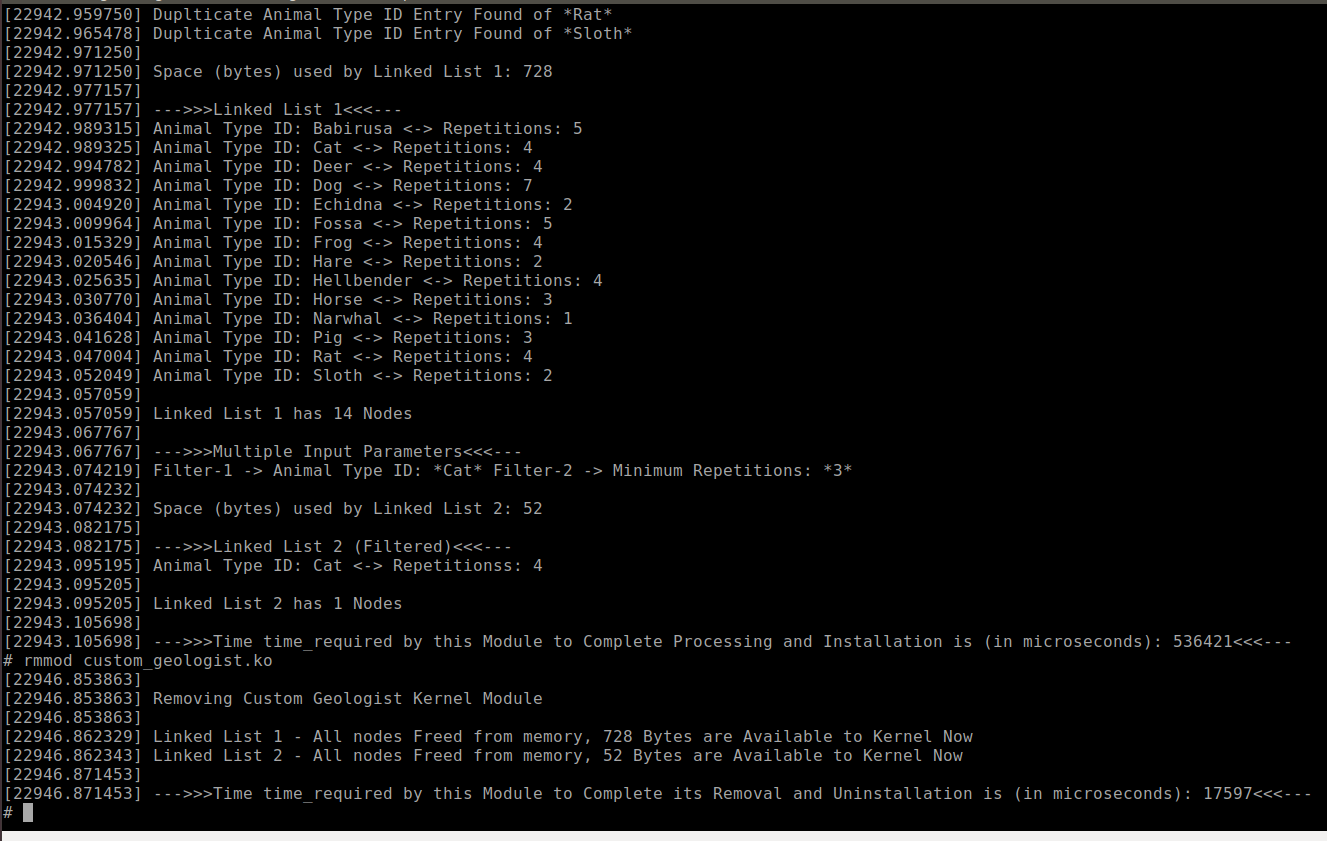 [22942.959750] Duplticate Animal Type ID Entry Found of *Rat*
[22942.965478] Duplticate Animal Type ID Entry Found of *Sloth*
[22942.971250]
[22942.971250] Space (bytes) used by Linked List 1: 728
[22942.977157]
[22942.977157] --->>>Linked List 1<<<---
[22942.989315] Animal Type ID: Babirusa <-> Repetitions: 5
[22942.989325] Animal Type ID: Cat <-> Repetitions: 4
[22942.994782] Animal Type ID: Deer <-> Repetitions: 4
[22942.999832] Animal Type ID: Dog <-> Repetitions: 7
[22943.004920] Animal Type ID: Echidna <-> Repetitions: 2
[22943.009964] Animal Type ID: Fossa <-> Repetitions: 5
[22943.015329] Animal Type ID: Frog <-> Repetitions: 4
[22943.020546] Animal Type ID: Hare <-> Repetitions: 2
[22943.025635] Animal Type ID: Hellbender <-> Repetitions: 4
[22943.030770] Animal Type ID: Horse <-> Repetitions: 3
[22943.036404] Animal Type ID: Narwhal <-> Repetitions: 1
[22943.041628] Animal Type ID: Pig <-> Repetitions: 3
[22943.047004] Animal Type ID: Rat <-> Repetitions: 4
[22943.052049] Animal Type ID: Sloth <-> Repetitions: 2
[22943.057059]
[22943.057059] Linked List 1 has 14 Nodes
[22943.067767]
[22943.067767] --->>>Multiple Input Parameters<<<---
[22943.074219] Filter-1 -> Animal Type ID: *Cat* Filter-2 -> Minimum Repetitions: *3*
[22943.074232]
[22943.074232] Space (bytes) used by Linked List 2: 52
[22943.082175]
[22943.082175] --->>>Linked List 2 (Filtered)<<<---
[22943.095195] Animal Type ID: Cat <-> Repetitionss: 4
[22943.095205]
[22943.095205] Linked List 2 has 1 Nodes
[22943.105698]
[22943.105698] --->>>Time time_required by this Module to Complete Processing and Installation is (in microseconds): 536421<<<---
# rmmod custom_geologist.ko
[22946.853863]
[22946.853863] Removing Custom Geologist Kernel Module
[22946.853863]
[22946.862329] Linked List 1 - All nodes Freed from memory, 728 Bytes are Available to Kernel Now
[22946.862343] Linked List 2 - All nodes Freed from memory, 52 Bytes are Available to Kernel Now
[22946.871453]
[22946.871453] --->>>Time time_required by this Module to Complete its Removal and Uninstallation is (in microseconds): 17597<<<---
#